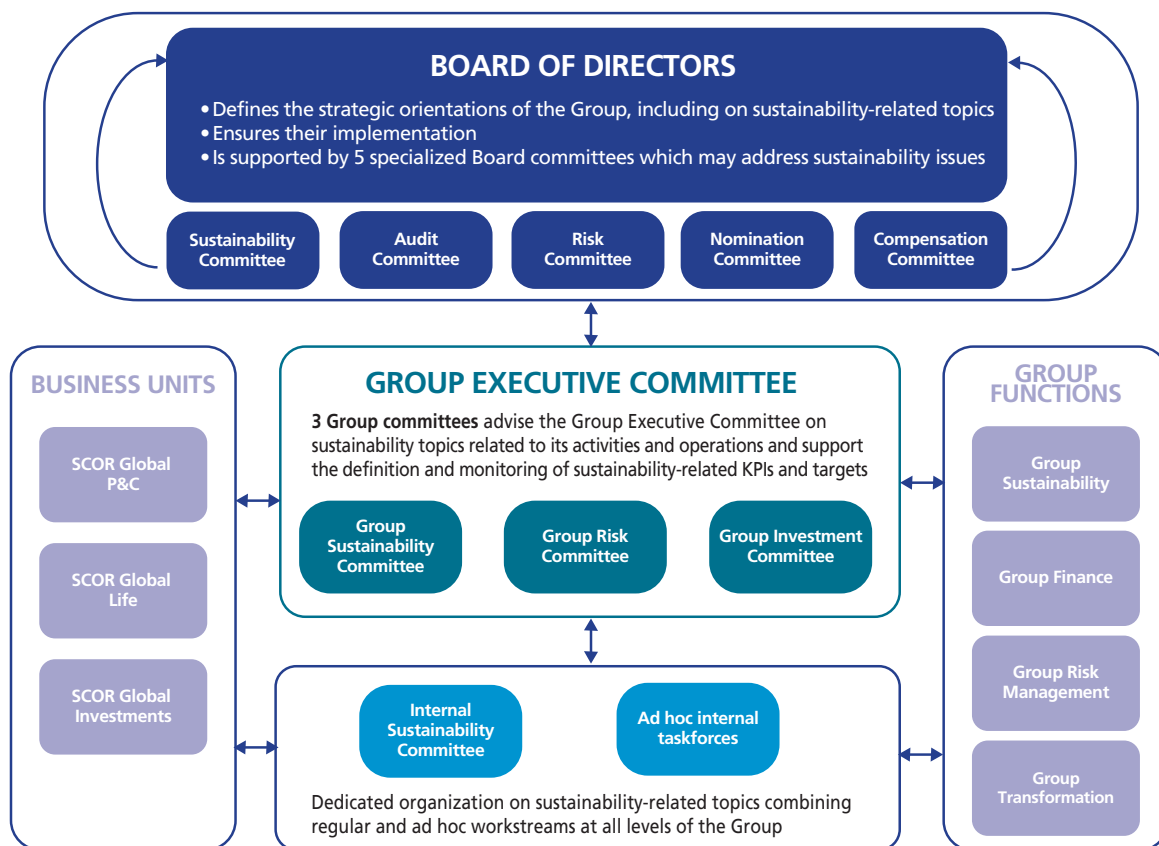 BOARD OF DIRECTORS
• Defines the strategic orientations of the Group, including on sustainability-related topics
• Ensures their implementation
• Is supported by 5 specialized Board committees which may address sustainability issues
Sustainability
Committee
Audit
Committee
Risk
Committee
Nomination
Committee
Compensation
Committee
BUSINESS UNITS
SCOR Global
P&C
SCOR Global
Life
SCOR Global
Investments
GROUP EXECUTIVE COMMITTEE
3 Group committees advise the Group Executive Committee on
sustainability topics related to its activities and operations and support
the definition and monitoring of sustainability-related KPIs and targets
Group
Sustainability
Committee
Group Risk
Committee
Group Investment
Committee
Internal
Sustainability
Committee
Ad hoc internal
taskforces
Dedicated organization on sustainability-related topics combining
regular and ad hoc workstreams at all levels of the Group
GROUP
FUNCTIONS
Group
Sustainability
Group Finance
Group Risk
Management
Group
Transformation